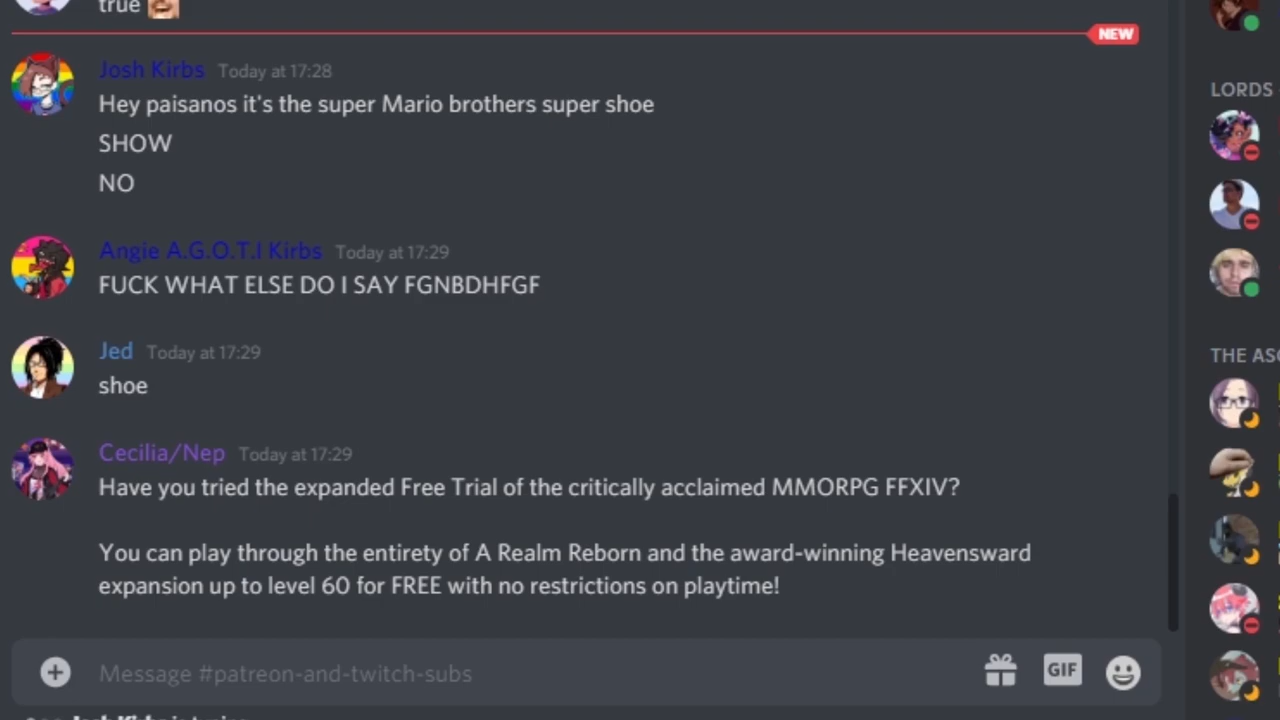 true
NEW
Josh Kirbs Today at 17:28
Hey paisanos it's the super Mario brothers super shoe
SHOW
NO
Angie A.G.O.T.I Kirbs Today at 17:29
FUCK WHAT ELSE DO I SAY FGNBDHFGF
Jed Today at 17:29
shoe
Cecilia/Nep Today at 17:29
Have you tried the expanded Free Trial of the critically acclaimed MMORPG FFXIV?
You can play through the entirety of A Realm Reborn and the award-winning Heavensward
expansion up to level 60 for FREE with no restrictions on playtime!
Message #patreon-and-twitch-subs
GIF
Josh Kirbs is typing
LORDS
THE ASC